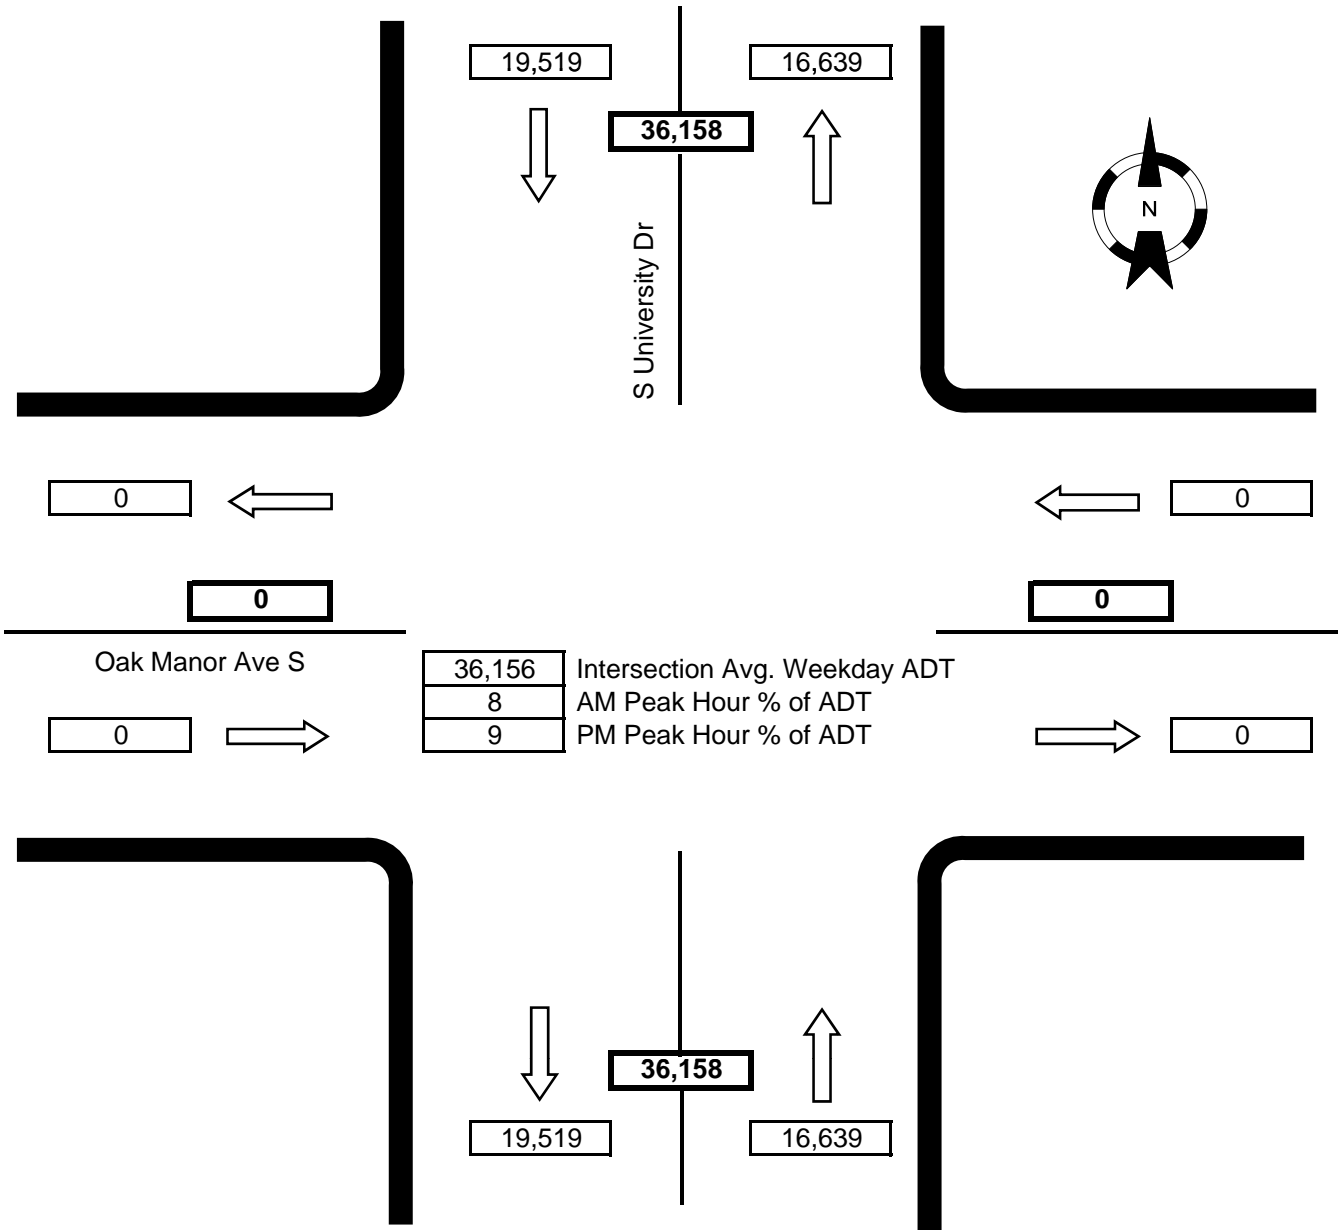 19,519
16,639
36,158
S University Dr
N
0
0
0
0
Oak Manor Ave S
36,156 Intersection Avg. Weekday ADT
8 AM Peak Hour % of ADT
9 PM Peak Hour % of ADT
0
0
36,158
19,519
16,639